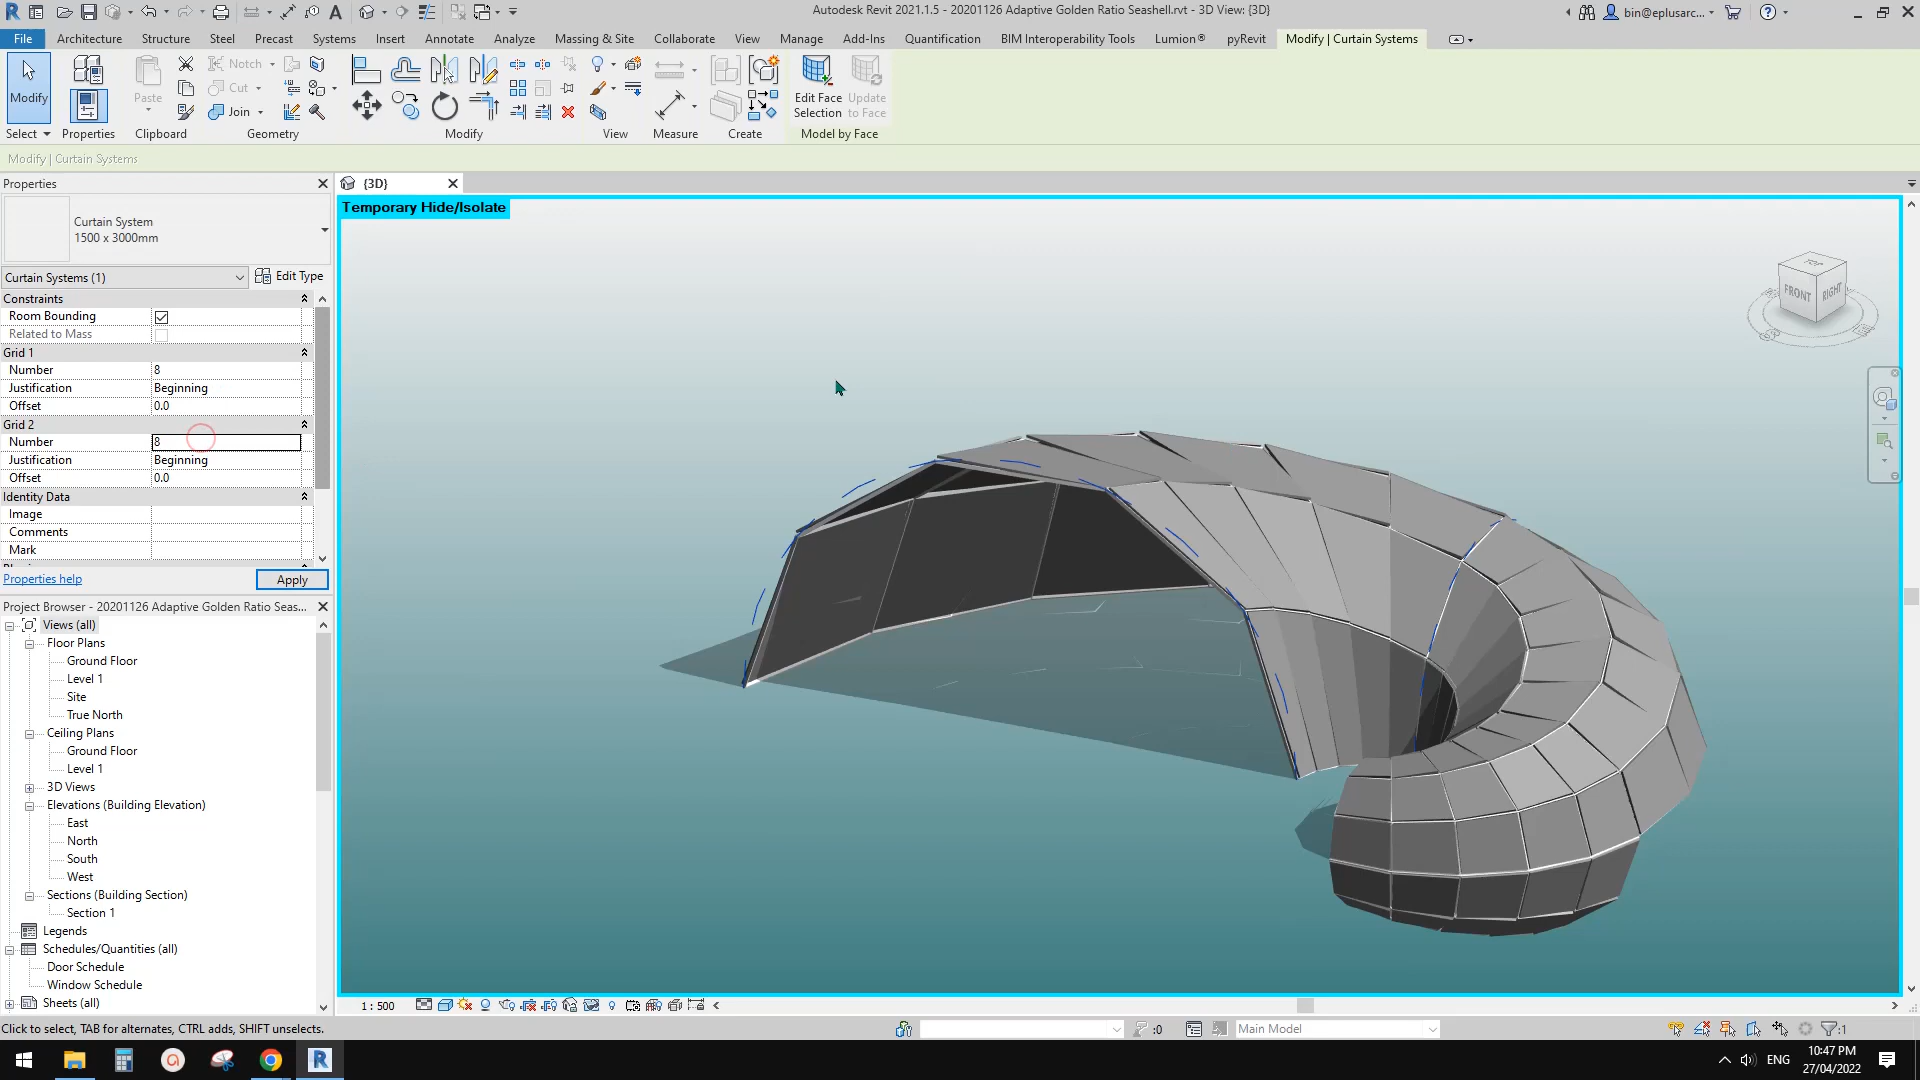 Autodesk Revit 2021.1.5 - 20201126 Adaptive Golden Ratio Seashell.rvt - 3D View: {3D}
bin@eplusarc...
File Architecture Structure Steel Precast Systems Insert Annotate Analyze Massing & Site Collaborate View Manage Add-Ins Quantification BIM Interoperability Tools Lumion® pyRevit Modify | Curtain Systems
Modify
Paste
Notch
Cut
Join
Edit Face Selection
Update to Face
Select Properties Clipboard Geometry Modify View Measure Create Model by Face
Modify | Curtain Systems
Properties
{3D}
Temporary Hide/Isolate
Curtain System
1500 x 3000mm
Curtain Systems (1)
Edit Type
Constraints
Room Bounding
Related to Mass
Grid 1
Number 8
Justification Beginning
Offset 0.0
Grid 2
Number 8
Justification Beginning
Offset 0.0
Identity Data
Image
Comments
Mark
Properties help
Apply
TOP
FRONT RIGHT
Project Browser - 20201126 Adaptive Golden Ratio Seas...
Views (all)
Floor Plans
Ground Floor
Level 1
Site
True North
Ceiling Plans
Ground Floor
Level 1
3D Views
Elevations (Building Elevation)
East
North
South
West
Sections (Building Section)
Section 1
Legends
Schedules/Quantities (all)
Door Schedule
Window Schedule
Sheets (all)
1 : 500
Click to select, TAB for alternates, CTRL adds, SHIFT unselects.
:0
Main Model
:1
ENG
10:47 PM
27/04/2022